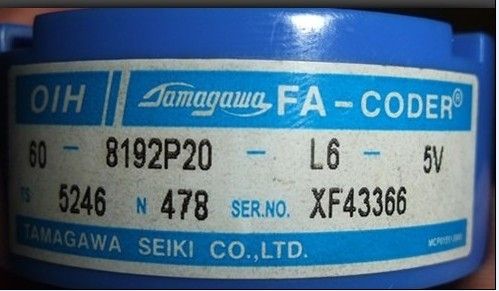 OIH Tamagawa FA-CODER®
60 - 8192P20 - L6 - 5V
TS 5246 N 478 SER.NO. XF43366
TAMAGAWA SEIKI CO.,LTD.